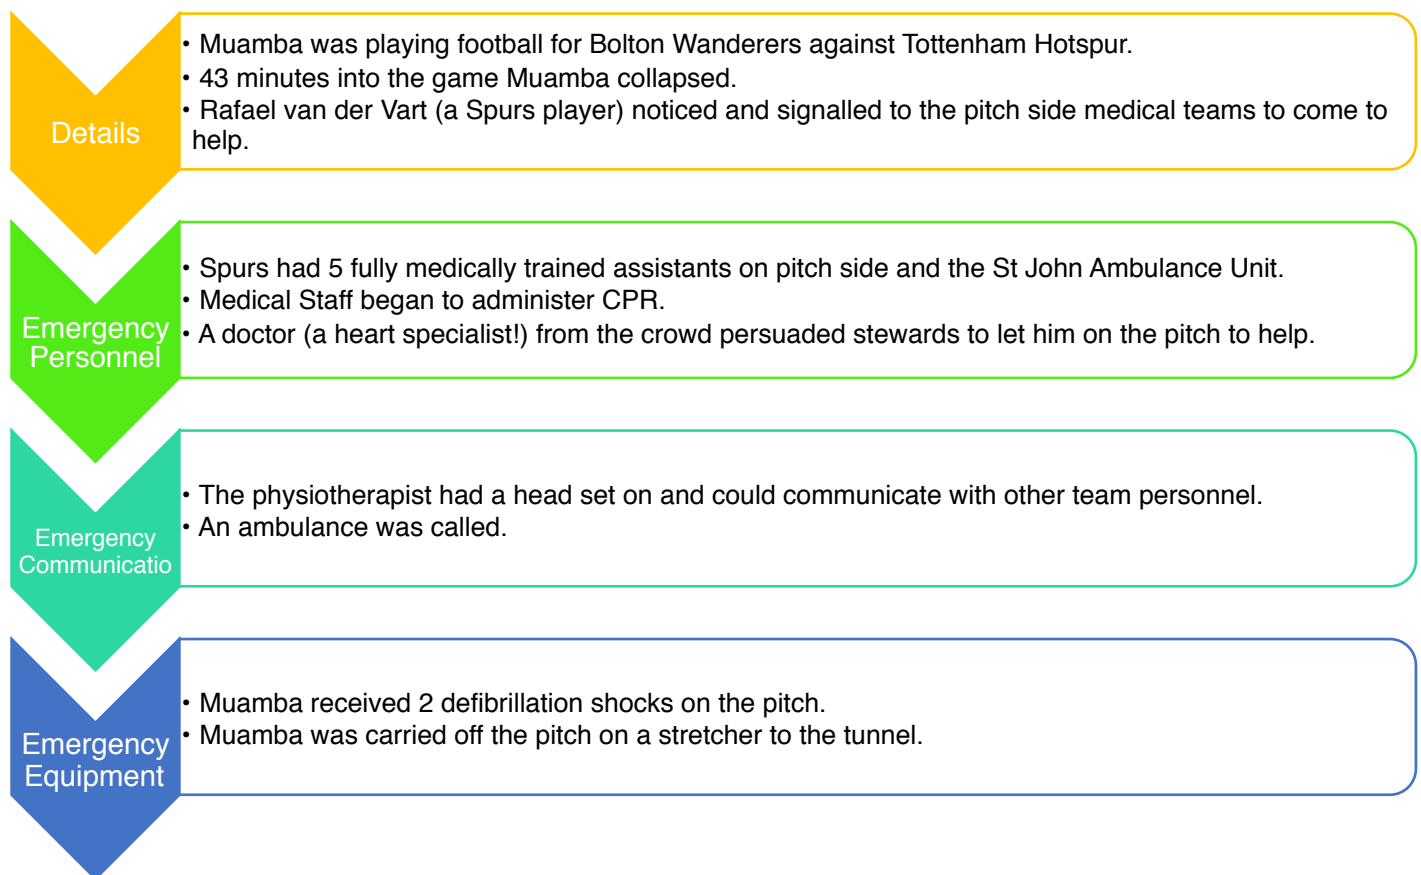 Details
• Muamba was playing football for Bolton Wanderers against Tottenham Hotspur.
• 43 minutes into the game Muamba collapsed.
• Rafael van der Vart (a Spurs player) noticed and signalled to the pitch side medical teams to come to
help.
Emergency
Personnel
• Spurs had 5 fully medically trained assistants on pitch side and the St John Ambulance Unit.
• Medical Staff began to administer CPR.
• A doctor (a heart specialist!) from the crowd persuaded stewards to let him on the pitch to help.
Emergency
Communicatio
• The physiotherapist had a head set on and could communicate with other team personnel.
• An ambulance was called.
Emergency
Equipment
• Muamba received 2 defibrillation shocks on the pitch.
• Muamba was carried off the pitch on a stretcher to the tunnel.